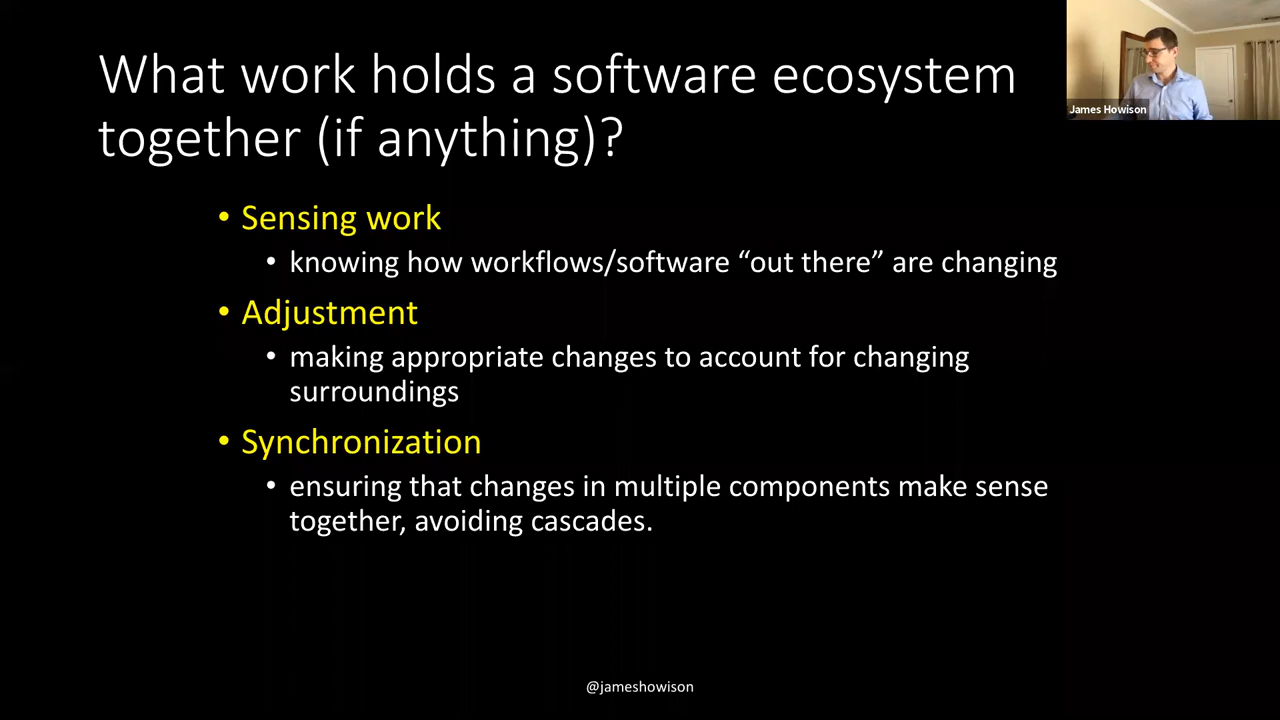 What work holds a software ecosystem
together (if anything)?
James Howison
• Sensing work
• knowing how workflows/software “out there” are changing
• Adjustment
• making appropriate changes to account for changing
surroundings
• Synchronization
• ensuring that changes in multiple components make sense
together, avoiding cascades.
@jameshowison